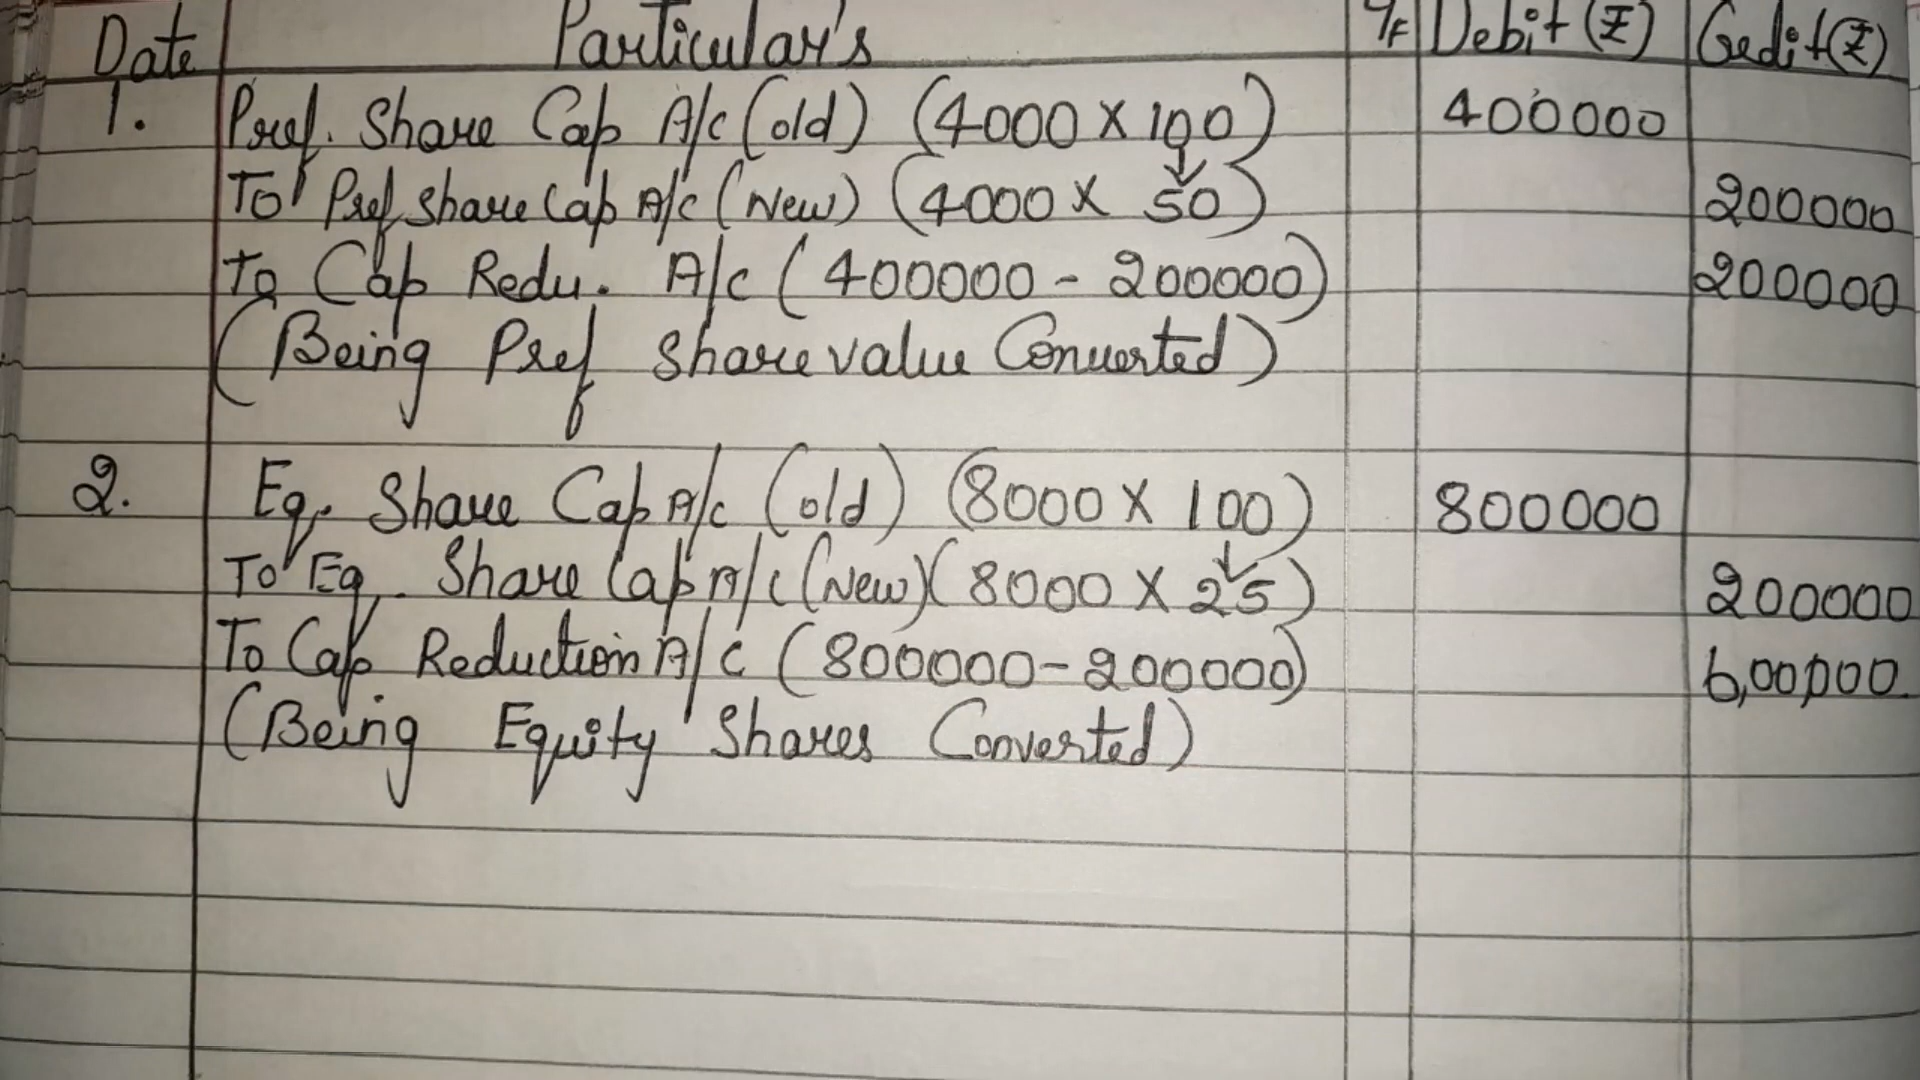 Date Particular's J/F Debit (₹) Credit (₹)
1. Pref. Share Cap A/c (old) (4000 X 100) 400000
To Pref Share Cap A/c (New) (4000 X 50) 200000
To Cap Redu. A/c (400000 - 200000) 200000
(Being Pref Share value Converted)
2. Eq. Share Cap A/c (old) (8000 X 100) 800000
To Eq. Share Cap A/c (New) (8000 X 25) 200000
To Cap Reduction A/c (800000-200000) 6,00,000
(Being Equity Shares Converted)